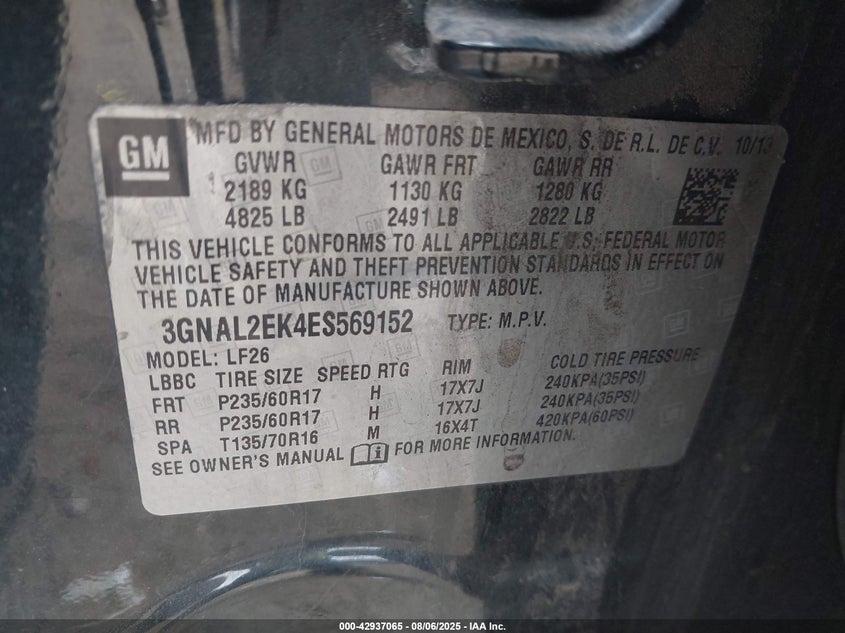 GM
MFD BY GENERAL MOTORS DE MEXICO, S. DE R.L. DE C.V. 10/13
GVWR GAWR FRT GAWR RR
2189 KG 1130 KG 1280 KG
4825 LB 2491 LB 2822 LB
THIS VEHICLE CONFORMS TO ALL APPLICABLE U.S. FEDERAL MOTOR
VEHICLE SAFETY AND THEFT PREVENTION STANDARDS IN EFFECT ON
THE DATE OF MANUFACTURE SHOWN ABOVE.
3GNAL2EK4ES569152 TYPE: M.P.V.
MODEL: LF26
LBBC TIRE SIZE SPEED RTG RIM COLD TIRE PRESSURE
FRT P235/60R17 H 17X7J 240KPA(35PSI)
RR P235/60R17 H 17X7J 240KPA(35PSI)
SPA T135/70R16 M 16X4T 420KPA(60PSI)
SEE OWNER'S MANUAL FOR MORE INFORMATION.
000-42937065 - 08/06/2025 - IAA Inc.